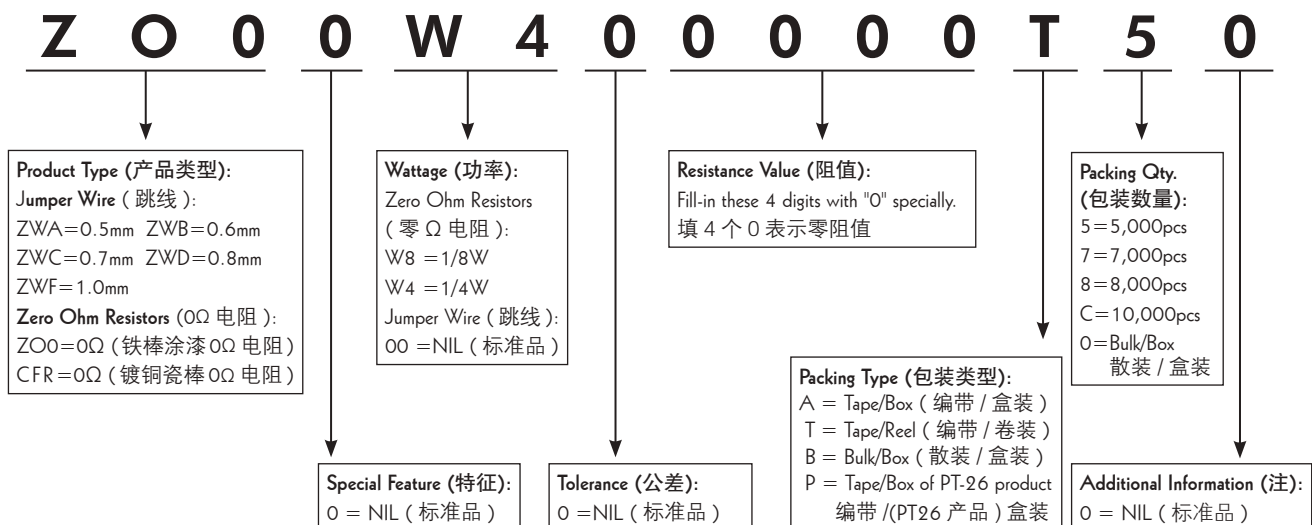 Z O 0 0 W 4 0 0 0 0 0 T 5 0
Product Type (产品类型):
Jumper Wire ( 跳线 ):
ZWA=0.5mm ZWB=0.6mm
ZWC=0.7mm ZWD=0.8mm
ZWF=1.0mm
Zero Ohm Resistors (0Ω 电阻 ):
ZO0=0Ω ( 铁棒涂漆 0Ω 电阻 )
CFR=0Ω ( 镀铜瓷棒 0Ω 电阻 )
Wattage (功率):
Zero Ohm Resistors
( 零 Ω 电阻 ):
W8 =1/8W
W4 =1/4W
Jumper Wire ( 跳线 ):
00 =NIL ( 标准品 )
Resistance Value (阻值):
Fill-in these 4 digits with "0" specially.
填 4 个 0 表示零阻值
Packing Qty.
(包装数量):
5=5,000pcs
7=7,000pcs
8=8,000pcs
C=10,000pcs
0=Bulk/Box
散装 / 盒装
Special Feature (特征):
0 = NIL ( 标准品 )
Tolerance (公差):
0 =NIL ( 标准品 )
Packing Type (包装类型):
A = Tape/Box ( 编带 / 盒装 )
T = Tape/Reel ( 编带 / 卷装 )
B = Bulk/Box ( 散装 / 盒装 )
P = Tape/Box of PT-26 product
编带 /(PT26 产品 ) 盒装
Additional Information (注):
0 = NIL ( 标准品 )